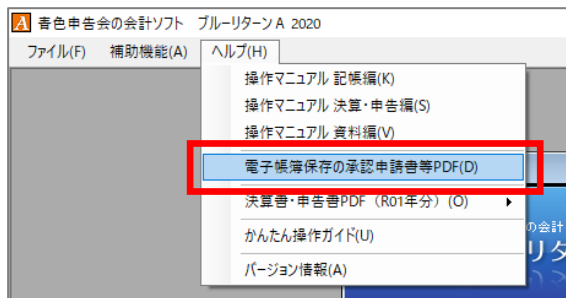 A 青色申告会の会計ソフト ブルーリターンA 2020
ファイル(F) 補助機能(A) ヘルプ(H)
操作マニュアル 記帳編(K)
操作マニュアル 決算・申告編(S)
操作マニュアル 資料編(V)
電子帳簿保存の承認申請書等PDF(D)
決算書・申告書PDF（R01年分）(O)
の会計
かんたん操作ガイド(U)
リタ
バージョン情報(A)